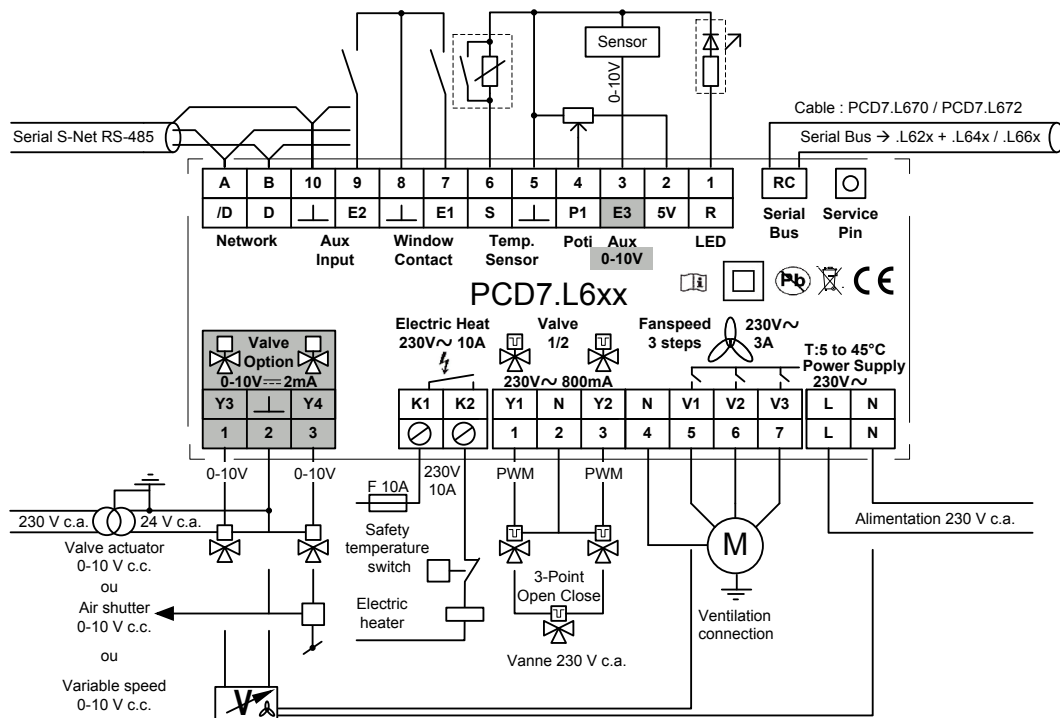 Sensor
0-10V
Cable : PCD7.L670 / PCD7.L672
Serial S-Net RS-485
Serial Bus → .L62x + .L64x / .L66x
A B 10 9 8 7 6 5 4 3 2 1 RC
/D D ⊥ E2 ⊥ E1 S ⊥ P1 E3 5V R
Network
Aux
Input
Window
Contact
Temp.
Sensor
Poti
Aux
0-10V
LED
Serial
Bus
Service
Pin
PCD7.L6xx
Pb
CE
Valve
Option
0-10V⎓2mA
Y3 ⊥ Y4
1 2 3
Electric Heat
230V~ 10A
K1 K2
Valve
1/2
230V~ 800mA
Fanspeed
3 steps
230V~
3A
T:5 to 45°C
Power Supply
230V~
Y1 N Y2 N V1 V2 V3 L N
1 2 3 4 5 6 7 L N
0-10V
0-10V
F 10A
230V
10A
PWM
PWM
230 V c.a.
24 V c.a.
Alimentation 230 V c.a.
Valve actuator
0-10 V c.c.
ou
Air shutter
0-10 V c.c.
ou
Variable speed
0-10 V c.c.
V
Safety
temperature
switch
Electric
heater
3-Point
Open Close
Vanne 230 V c.a.
M
Ventilation
connection